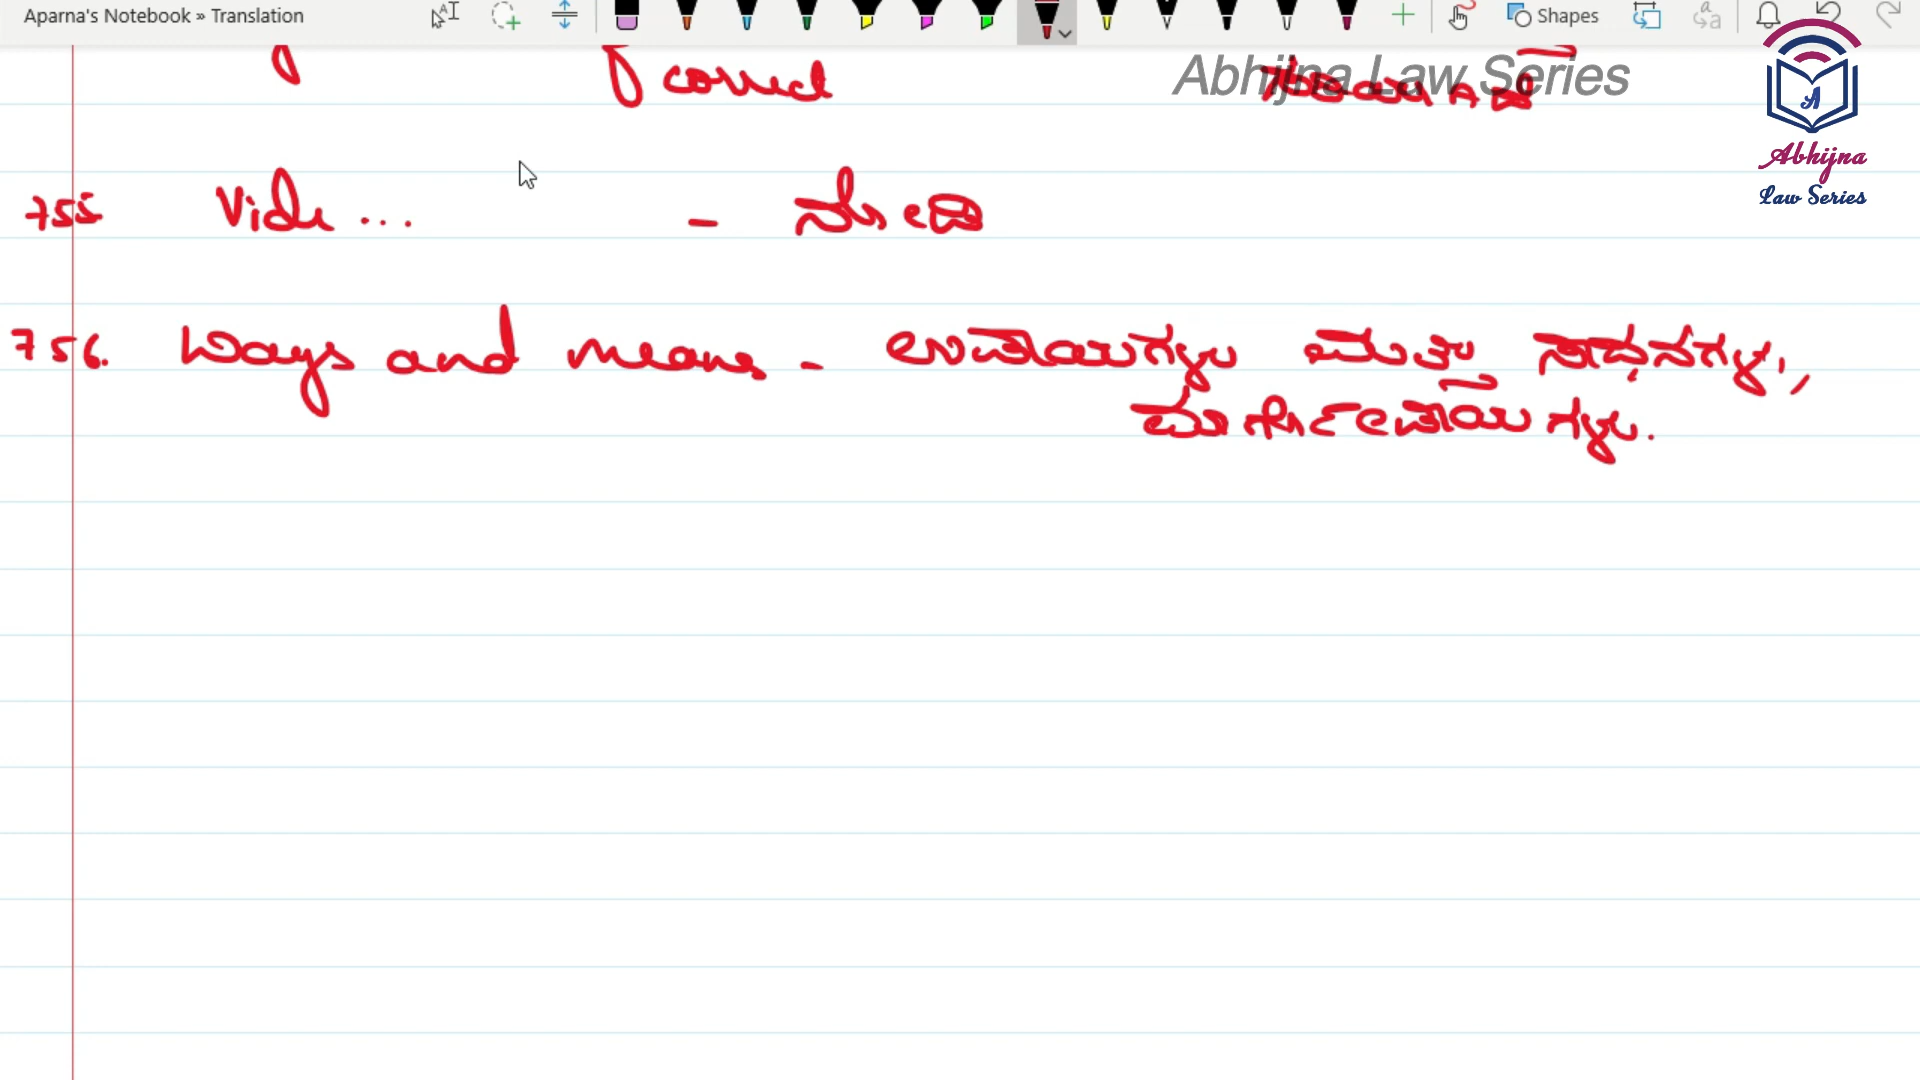 Aparna's Notebook » Translation
Shapes
Abhijna Law Series
correct
Abhijna
Law Series
755 Vide ... - ನೋಡಿ
756. Ways and means - ಉಪಾಯಗಳು ಮತ್ತು ಸಾಧನಗಳು,
ಮಾರ್ಗೋಪಾಯಗಳು.